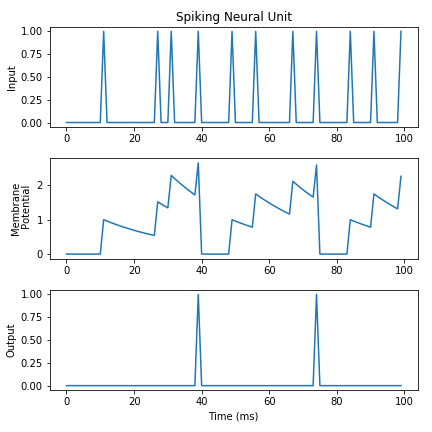 Spiking Neural Unit
1.00
0.75
0.50
0.25
0.00
Input
0 20 40 60 80 100
2
1
0
Membrane
Potential
0 20 40 60 80 100
1.00
0.75
0.50
0.25
0.00
Output
0 20 40 60 80 100
Time (ms)